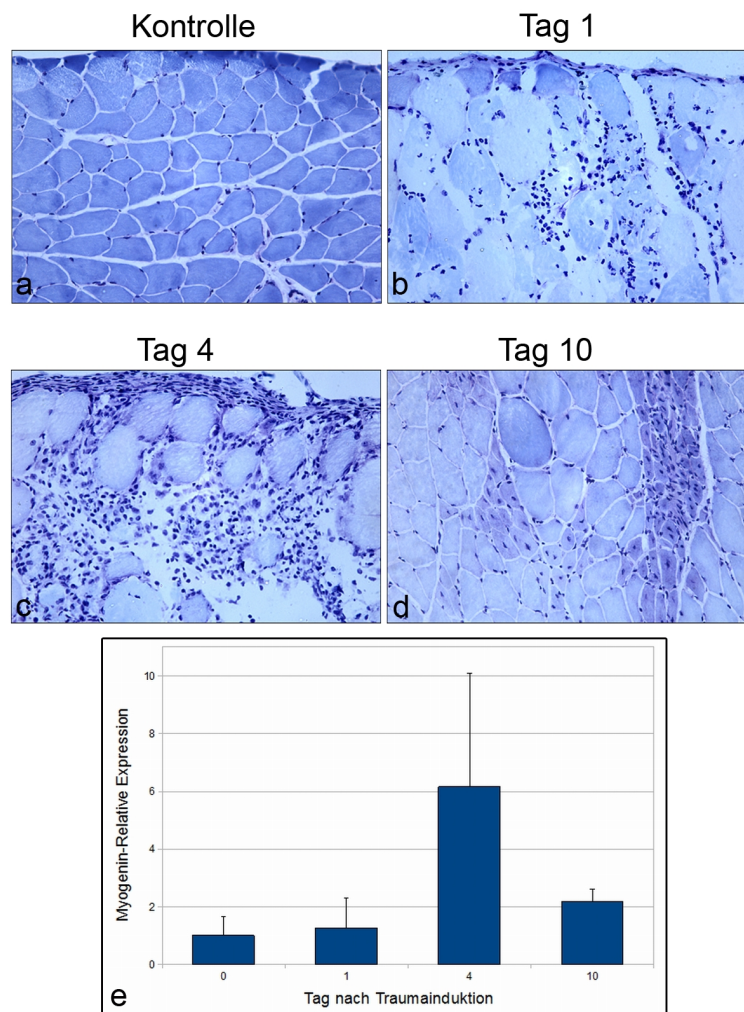 Kontrolle
Tag 1
a
b
Tag 4
Tag 10
c
d
Myogenin-Relative Expression
10
8
6
4
2
0
0 1 4 10
Tag nach Traumainduktion
e